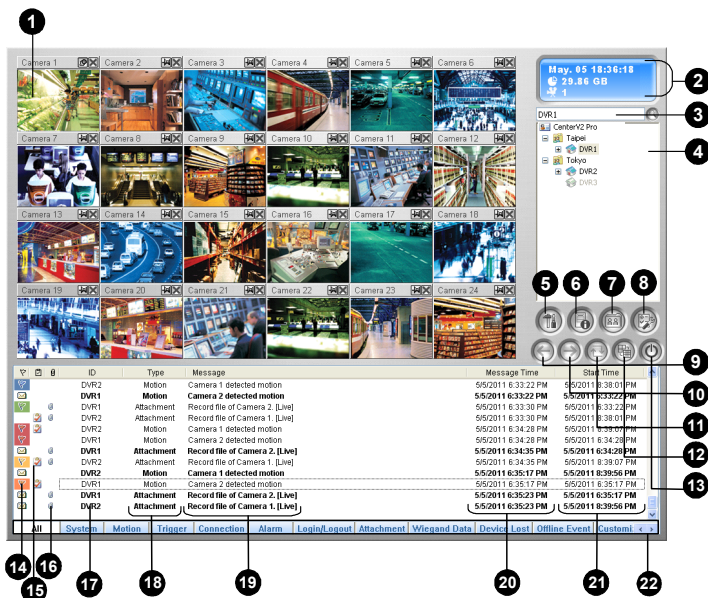 1
Camera 1 Camera 2 Camera 3 Camera 4 Camera 5 Camera 6
May. 05 18:36:18
29.86 GB
1
2
DVR1
3
CenterV2 Pro
4
Taipei
DVR1
Tokyo
DVR2
DVR3
Camera 7 Camera 8 Camera 9 Camera 10 Camera 11 Camera 12
Camera 13 Camera 14 Camera 15 Camera 16 Camera 17 Camera 18
Camera 19 Camera 20 Camera 21 Camera 22 Camera 23 Camera 24
5 6 7 8
9
10
11
12
13
ID Type Message Message Time Start Time
DVR2 Motion Camera 1 detected motion 5/5/2011 6:33:22 PM 5/5/2011 8:38:01 PM
DVR1 Motion Camera 2 detected motion 5/5/2011 6:33:22 PM 5/5/2011 6:33:22 PM
DVR1 Attachment Record file of Camera 2. [Live] 5/5/2011 6:33:30 PM 5/5/2011 6:33:22 PM
DVR2 Attachment Record file of Camera 1. [Live] 5/5/2011 6:33:30 PM 5/5/2011 8:38:01 PM
DVR2 Motion Camera 1 detected motion 5/5/2011 6:34:28 PM 5/5/2011 8:39:07 PM
DVR1 Motion Camera 2 detected motion 5/5/2011 6:34:28 PM 5/5/2011 6:34:28 PM
DVR1 Attachment Record file of Camera 2. [Live] 5/5/2011 6:34:35 PM 5/5/2011 6:34:28 PM
DVR2 Attachment Record file of Camera 1. [Live] 5/5/2011 6:34:35 PM 5/5/2011 8:39:07 PM
DVR2 Motion Camera 1 detected motion 5/5/2011 6:35:17 PM 5/5/2011 8:39:56 PM
DVR1 Motion Camera 2 detected motion 5/5/2011 6:35:17 PM 5/5/2011 6:35:17 PM
DVR1 Attachment Record file of Camera 2. [Live] 5/5/2011 6:35:23 PM 5/5/2011 6:35:17 PM
DVR2 Attachment Record file of Camera 1. [Live] 5/5/2011 6:35:23 PM 5/5/2011 8:39:56 PM
All System Motion Trigger Connection Alarm Login/Logout Attachment Wiegand Data Device Lost Offline Event Customi
14 15 16 17 18 19 20 21 22